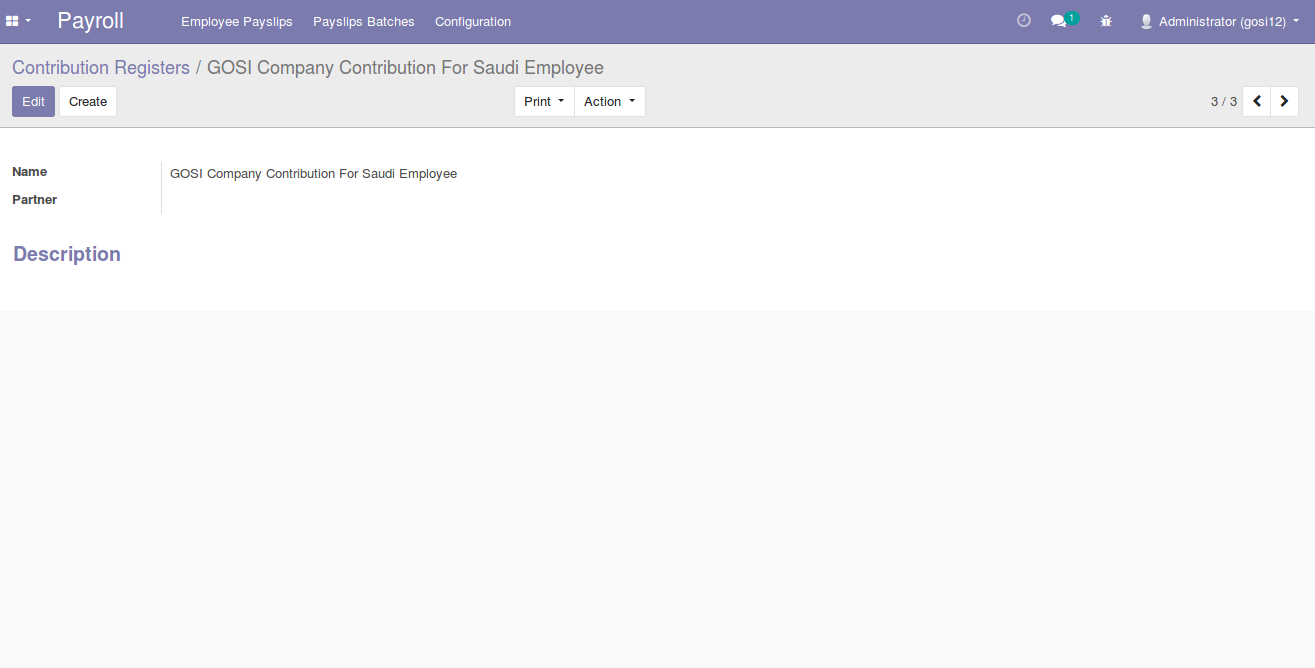 Payroll Employee Payslips Payslips Batches Configuration 1 Administrator (gosi12)
Contribution Registers / GOSI Company Contribution For Saudi Employee
Edit Create Print Action 3 / 3
Name GOSI Company Contribution For Saudi Employee
Partner
Description